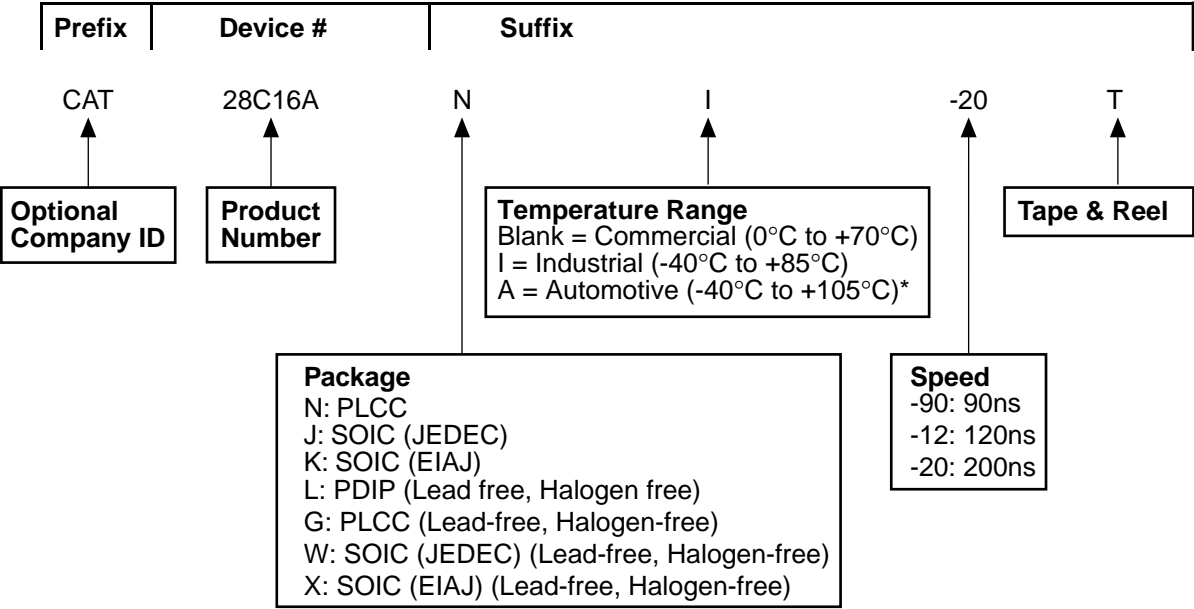 Prefix Device # Suffix
CAT 28C16A N I -20 T
Optional
Company ID
Product
Number
Temperature Range
Blank = Commercial (0°C to +70°C)
I = Industrial (-40°C to +85°C)
A = Automotive (-40°C to +105°C)*
Tape & Reel
Package
N: PLCC
J: SOIC (JEDEC)
K: SOIC (EIAJ)
L: PDIP (Lead free, Halogen free)
G: PLCC (Lead-free, Halogen-free)
W: SOIC (JEDEC) (Lead-free, Halogen-free)
X: SOIC (EIAJ) (Lead-free, Halogen-free)
Speed
-90: 90ns
-12: 120ns
-20: 200ns